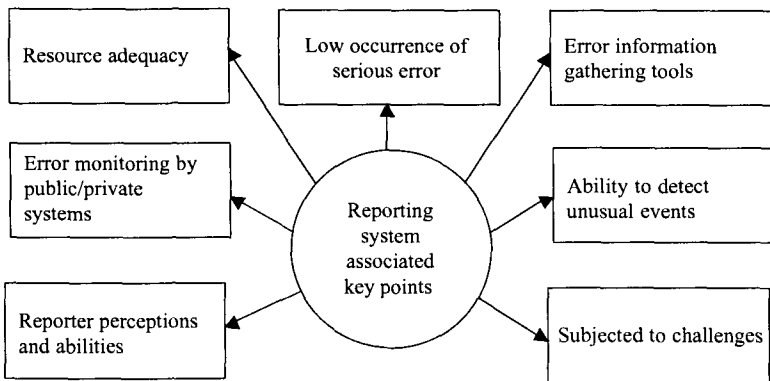 Resource adequacy
Low occurrence of
serious error
Error information
gathering tools
Error monitoring by
public/private
systems
Reporting
system
associated
key points
Ability to detect
unusual events
Reporter perceptions
and abilities
Subjected to challenges